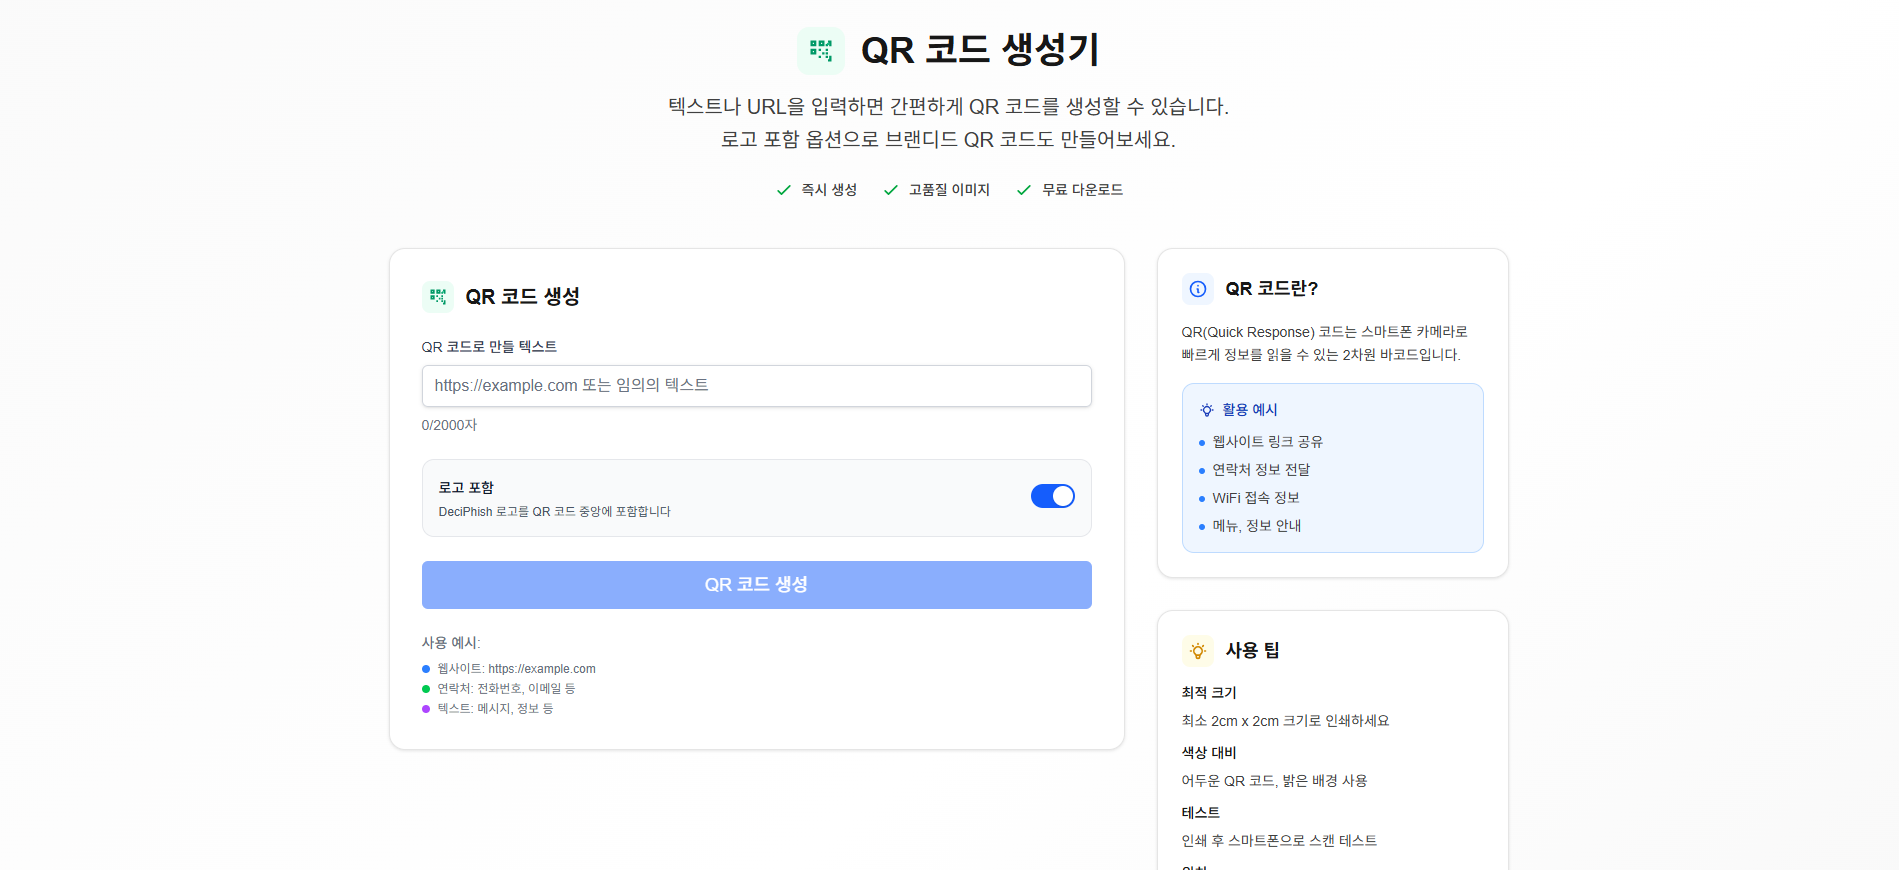 QR 코드 생성기
텍스트나 URL을 입력하면 간편하게 QR 코드를 생성할 수 있습니다.
로고 포함 옵션으로 브랜디드 QR 코드도 만들어보세요.
즉시 생성 고품질 이미지 무료 다운로드
QR 코드 생성
QR 코드로 만들 텍스트
https://example.com 또는 임의의 텍스트
0/2000자
로고 포함
DeciPhish 로고를 QR 코드 중앙에 포함합니다
QR 코드 생성
사용 예시:
웹사이트: https://example.com
연락처: 전화번호, 이메일 등
텍스트: 메시지, 정보 등
QR 코드란?
QR(Quick Response) 코드는 스마트폰 카메라로
빠르게 정보를 읽을 수 있는 2차원 바코드입니다.
활용 예시
웹사이트 링크 공유
연락처 정보 전달
WiFi 접속 정보
메뉴, 정보 안내
사용 팁
최적 크기
최소 2cm x 2cm 크기로 인쇄하세요
색상 대비
어두운 QR 코드, 밝은 배경 사용
테스트
인쇄 후 스마트폰으로 스캔 테스트